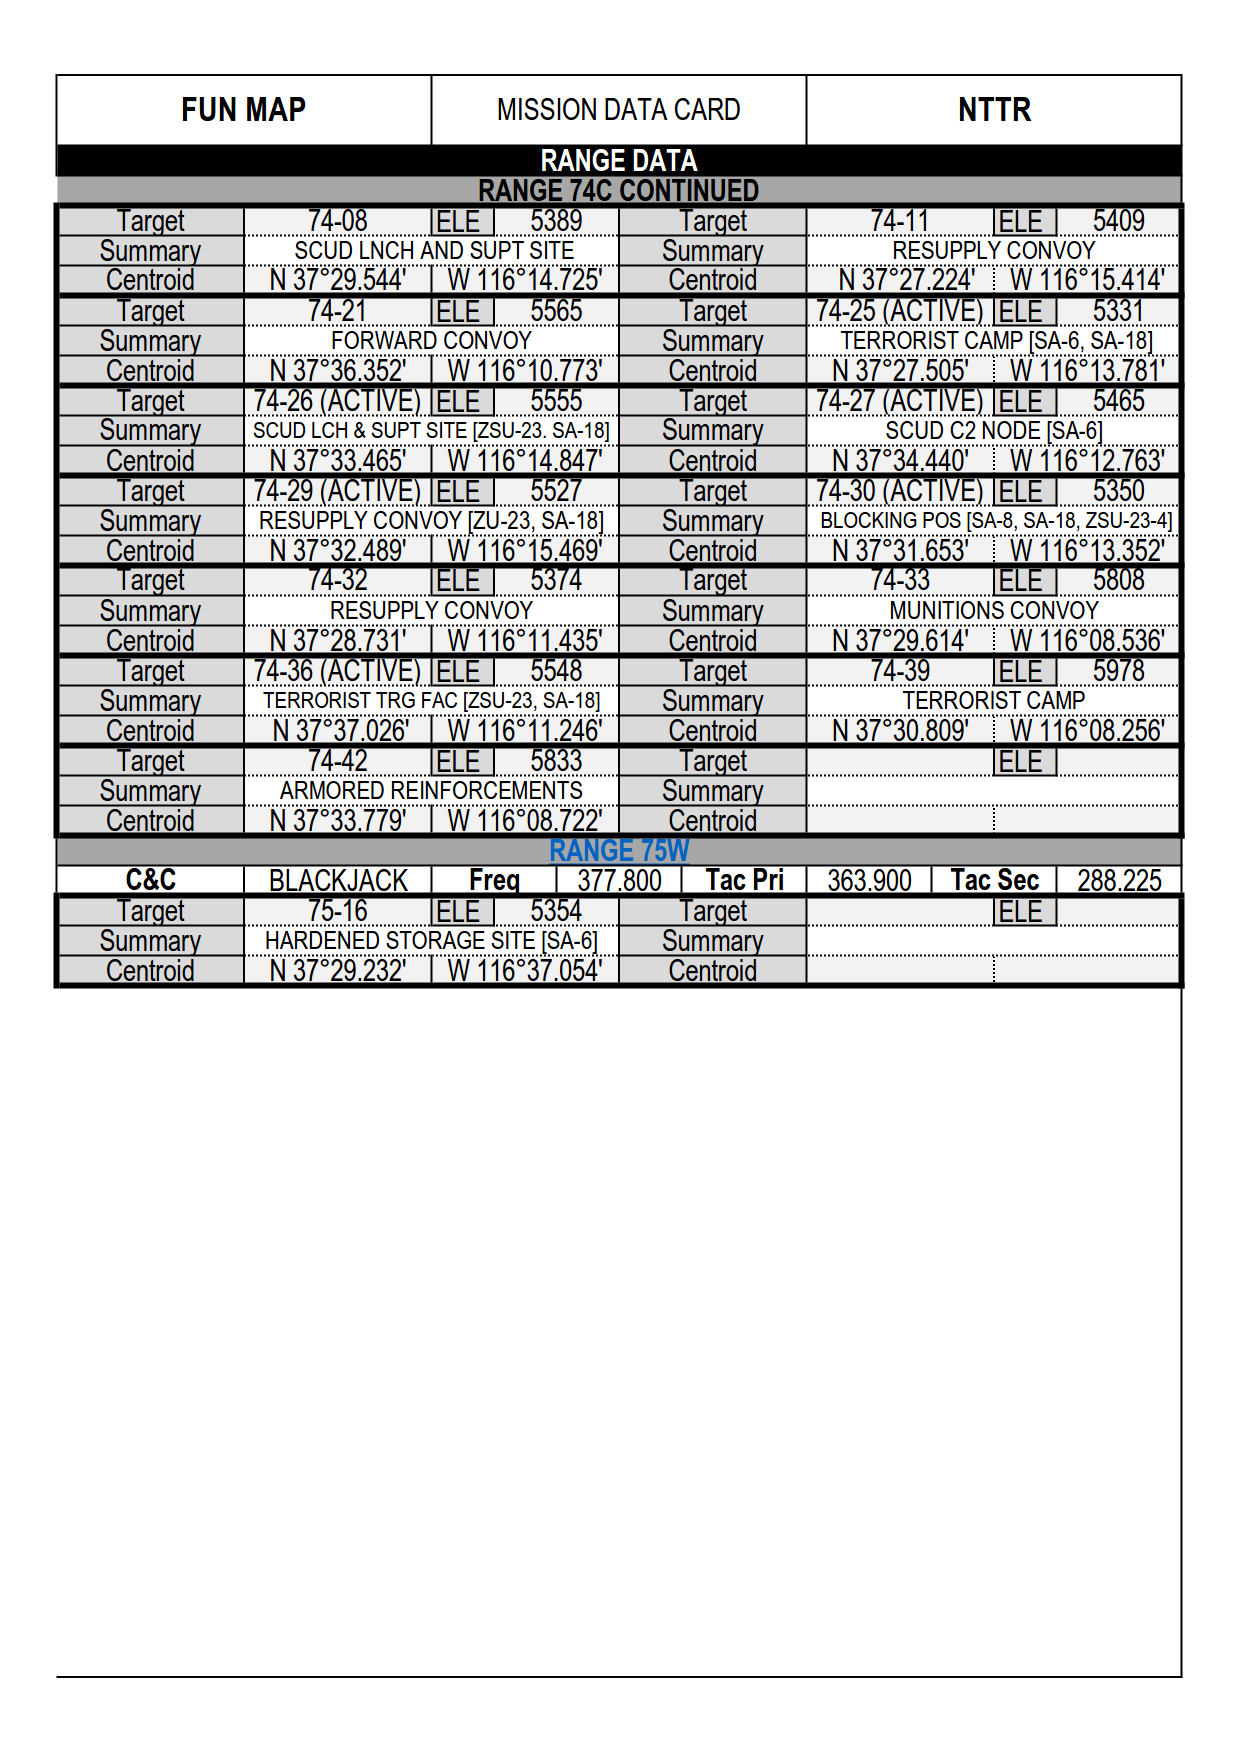 FUN MAP MISSION DATA CARD NTTR
RANGE DATA
RANGE 74C CONTINUED
Target 74-08 ELE 5389 Target 74-11 ELE 5409
Summary SCUD LNCH AND SUPT SITE Summary RESUPPLY CONVOY
Centroid N 37°29.544' W 116°14.725' Centroid N 37°27.224' W 116°15.414'
Target 74-21 ELE 5565 Target 74-25 (ACTIVE) ELE 5331
Summary FORWARD CONVOY Summary TERRORIST CAMP [SA-6, SA-18]
Centroid N 37°36.352' W 116°10.773' Centroid N 37°27.505' W 116°13.781'
Target 74-26 (ACTIVE) ELE 5555 Target 74-27 (ACTIVE) ELE 5465
Summary SCUD LCH & SUPT SITE [ZSU-23. SA-18] Summary SCUD C2 NODE [SA-6]
Centroid N 37°33.465' W 116°14.847' Centroid N 37°34.440' W 116°12.763'
Target 74-29 (ACTIVE) ELE 5527 Target 74-30 (ACTIVE) ELE 5350
Summary RESUPPLY CONVOY [ZU-23, SA-18] Summary BLOCKING POS [SA-8, SA-18, ZSU-23-4]
Centroid N 37°32.489' W 116°15.469' Centroid N 37°31.653' W 116°13.352'
Target 74-32 ELE 5374 Target 74-33 ELE 5808
Summary RESUPPLY CONVOY Summary MUNITIONS CONVOY
Centroid N 37°28.731' W 116°11.435' Centroid N 37°29.614' W 116°08.536'
Target 74-36 (ACTIVE) ELE 5548 Target 74-39 ELE 5978
Summary TERRORIST TRG FAC [ZSU-23, SA-18] Summary TERRORIST CAMP
Centroid N 37°37.026' W 116°11.246' Centroid N 37°30.809' W 116°08.256'
Target 74-42 ELE 5833 Target ELE
Summary ARMORED REINFORCEMENTS Summary
Centroid N 37°33.779' W 116°08.722' Centroid
RANGE 75W
C&C BLACKJACK Freq 377.800 Tac Pri 363.900 Tac Sec 288.225
Target 75-16 ELE 5354 Target ELE
Summary HARDENED STORAGE SITE [SA-6] Summary
Centroid N 37°29.232' W 116°37.054' Centroid